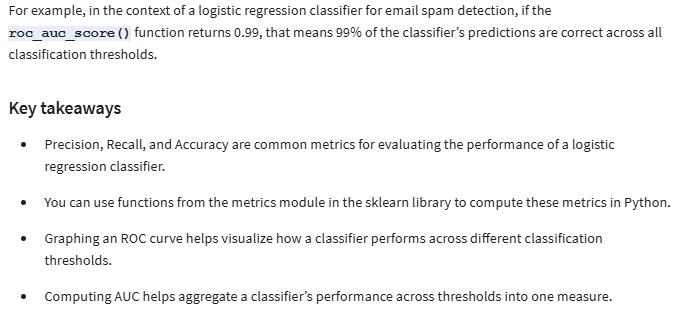 For example, in the context of a logistic regression classifier for email spam detection, if the
roc_auc_score() function returns 0.99, that means 99% of the classifier's predictions are correct across all
classification thresholds.
Key takeaways
• Precision, Recall, and Accuracy are common metrics for evaluating the performance of a logistic
regression classifier.
• You can use functions from the metrics module in the sklearn library to compute these metrics in Python.
• Graphing an ROC curve helps visualize how a classifier performs across different classification
thresholds.
• Computing AUC helps aggregate a classifier's performance across thresholds into one measure.